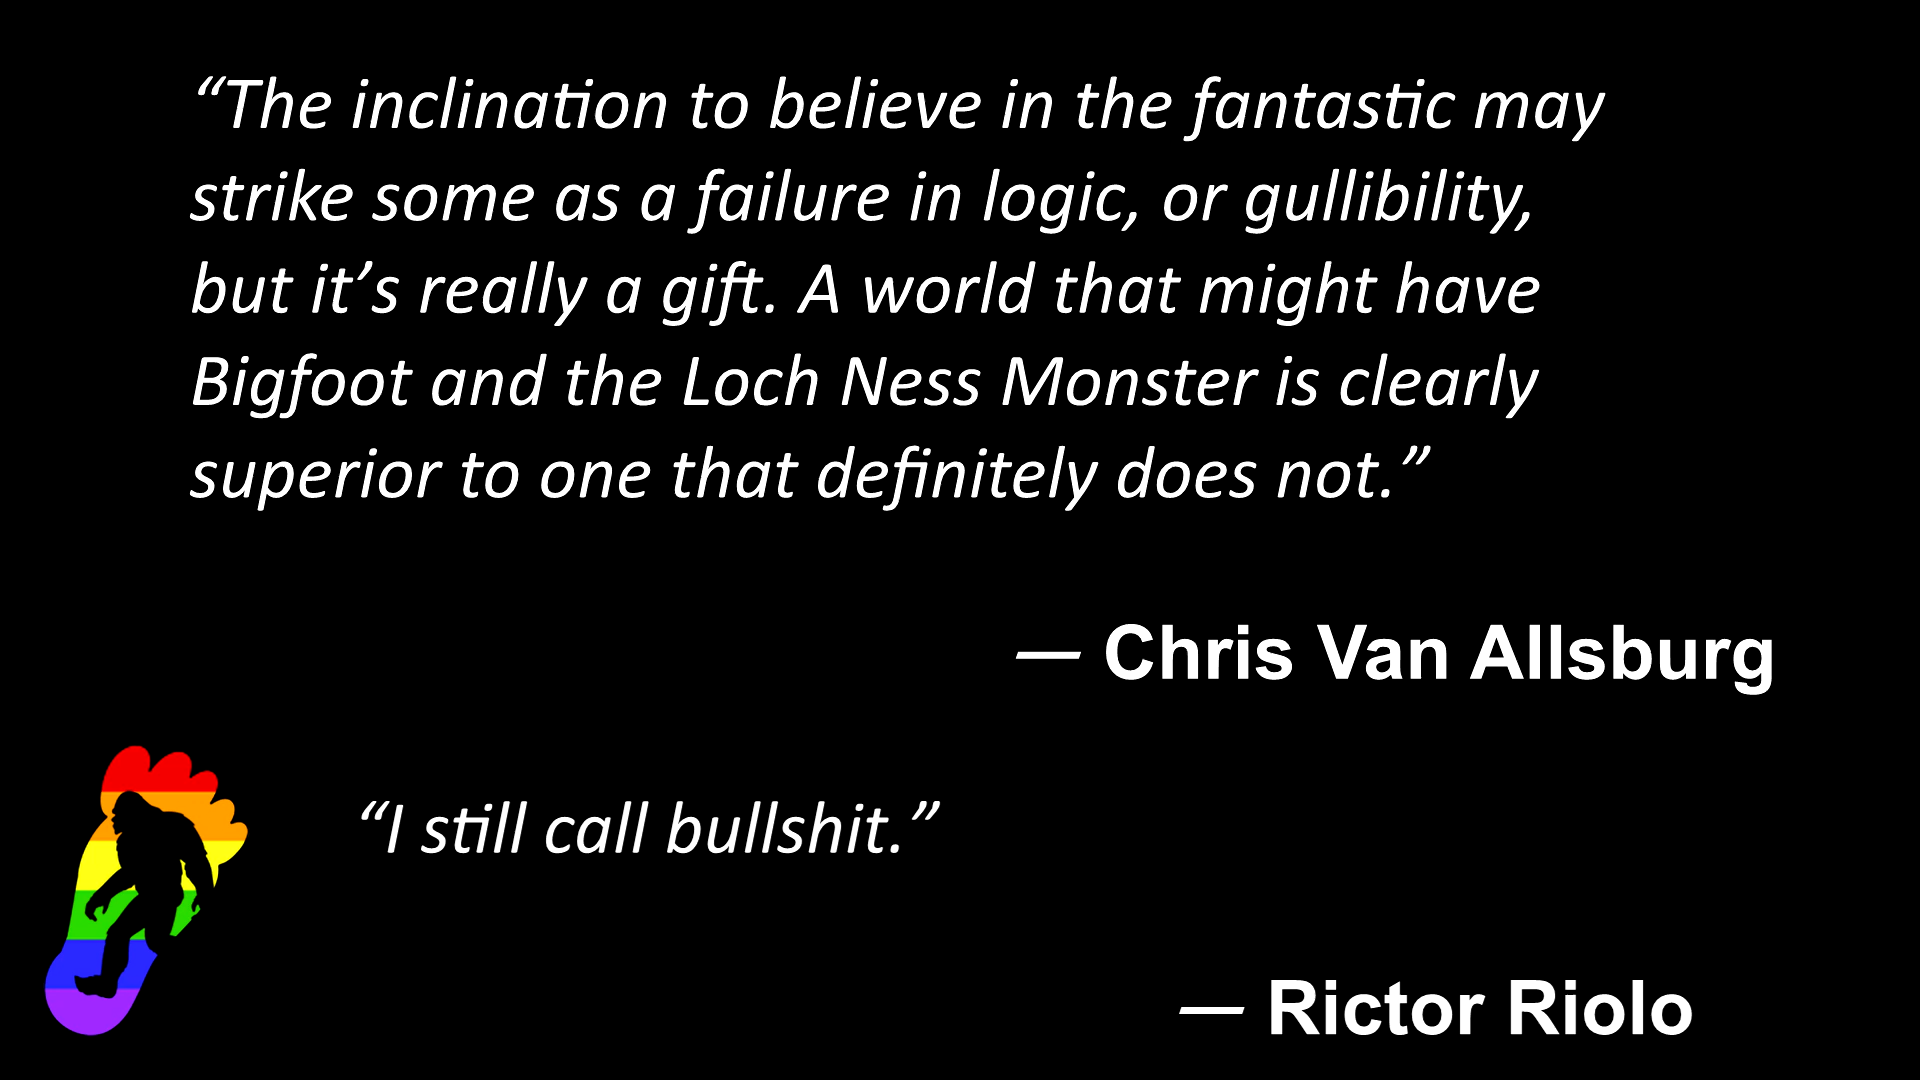 “The inclination to believe in the fantastic may
strike some as a failure in logic, or gullibility,
but it’s really a gift. A world that might have
Bigfoot and the Loch Ness Monster is clearly
superior to one that definitely does not.”
— Chris Van Allsburg
“I still call bullshit.”
— Rictor Riolo